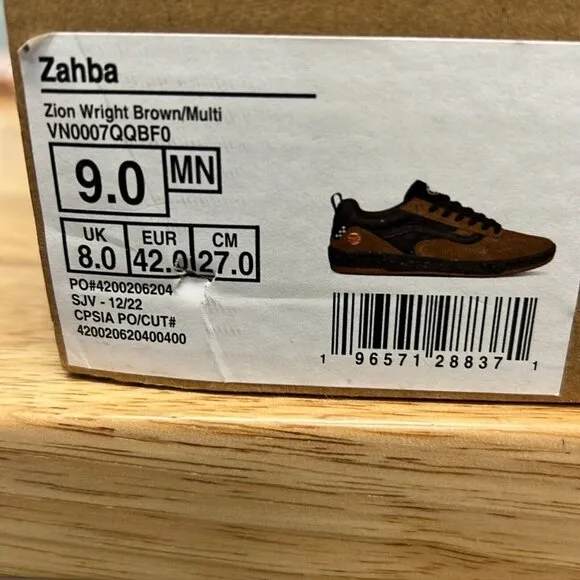 Zahba
Zion Wright Brown/Multi
VN0007QQBF0
9.0 MN
UK EUR CM
8.0 42.0 27.0
PO#4200206204
SJV - 12/22
CPSIA PO/CUT#
420020620400400
1 96571 28837 1